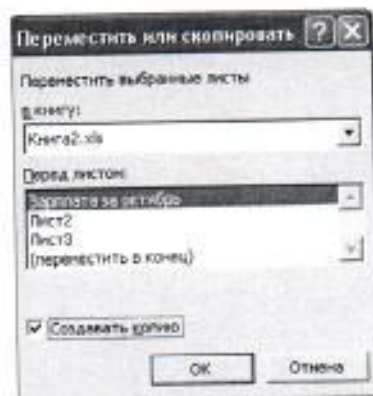 Переместить или скопировать
Переместить выбранные листы
в книгу:
Книга2.xls
Перед листом:
Зарплата за октябрь
Лист2
Лист3
(переместить в конец)
Создавать копию
ОК
Отмена